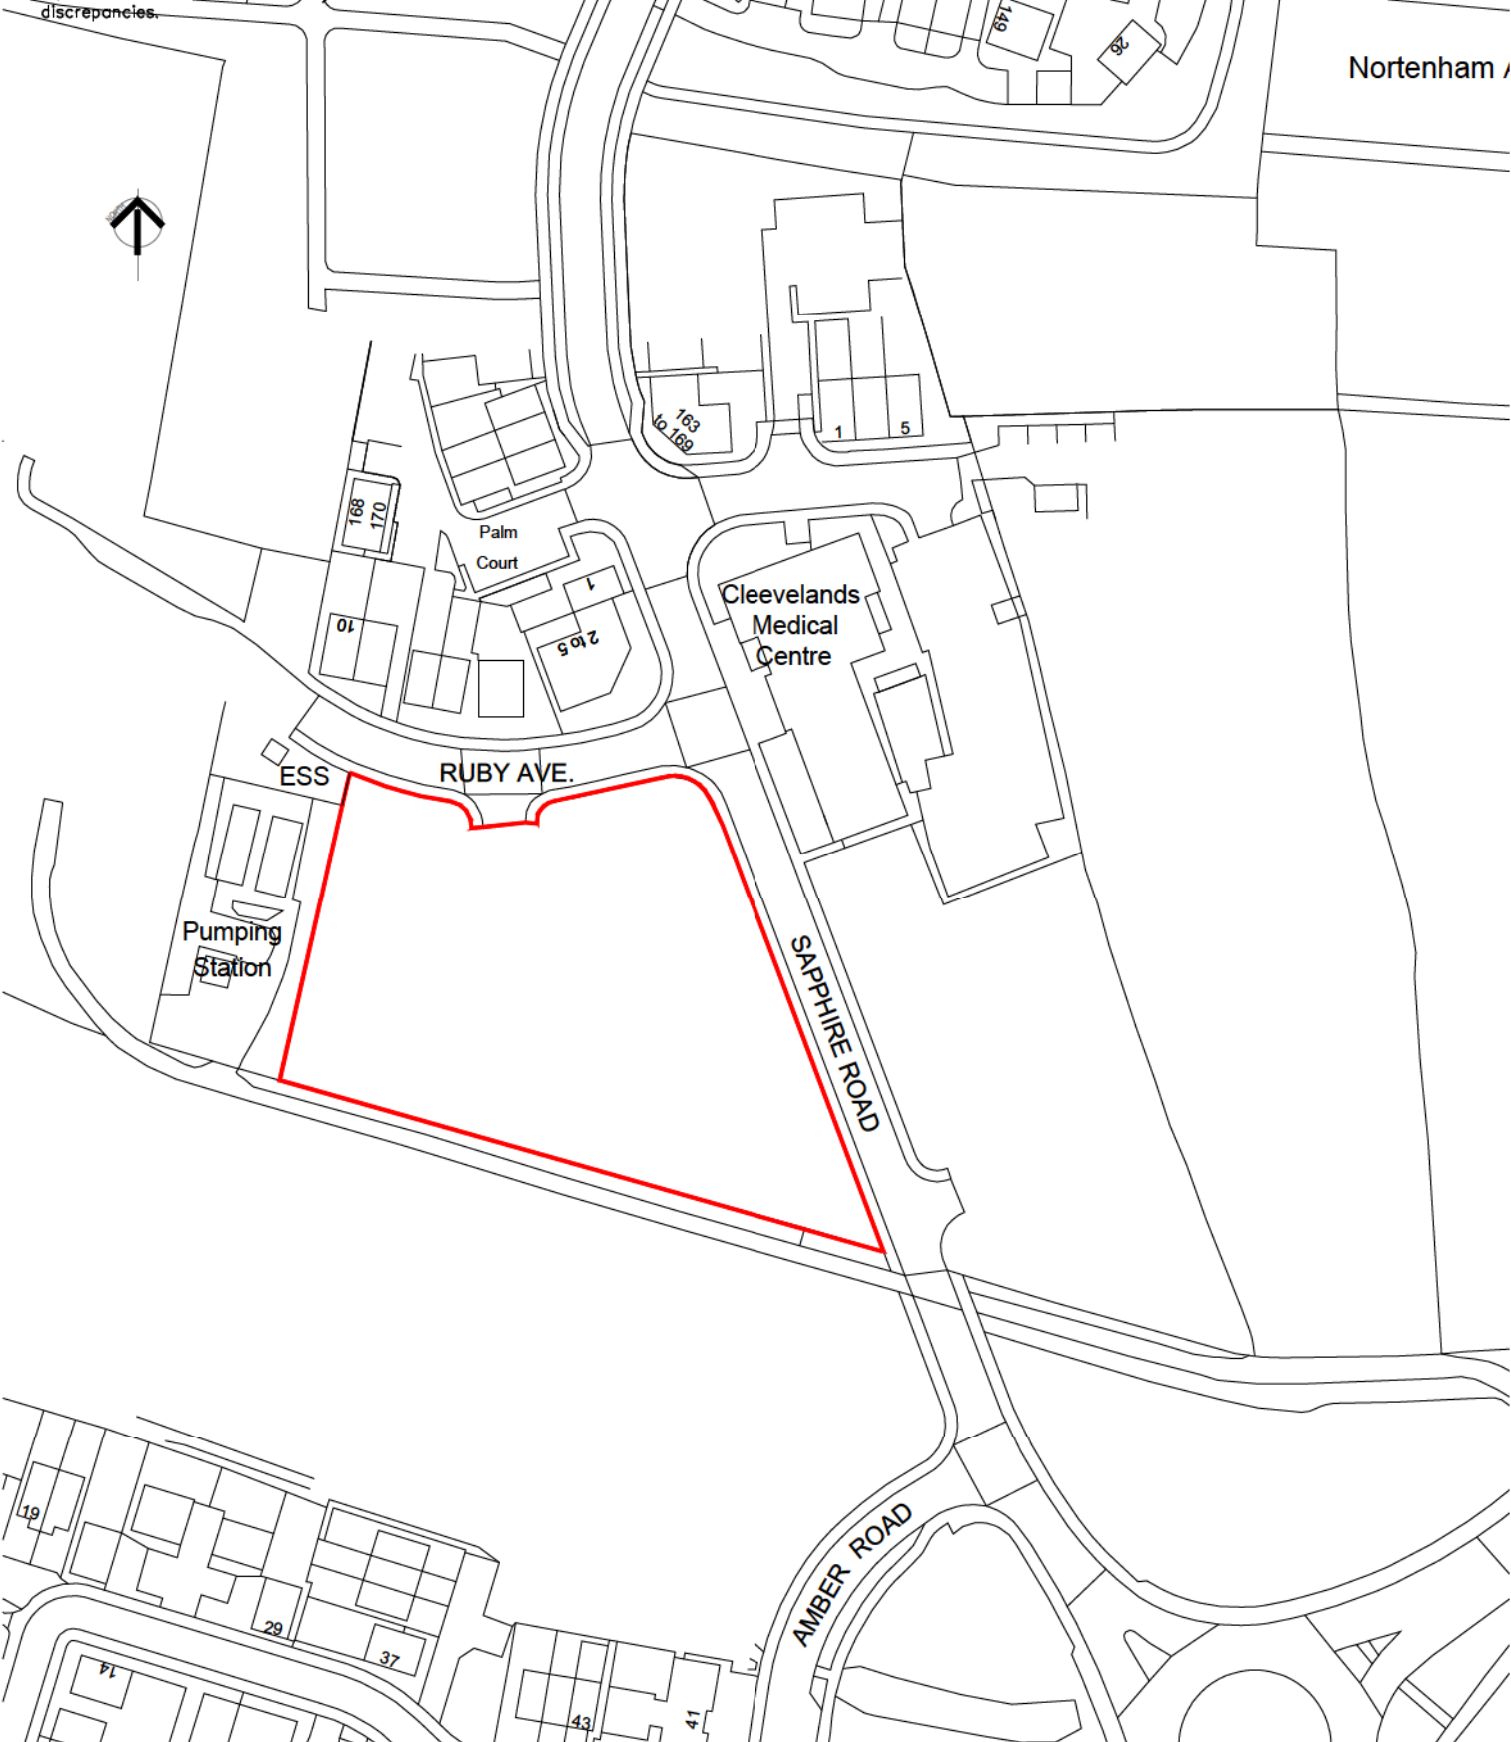 discrepancies.
149
26
Nortenham
NORTH
163
to 169
1
5
168
170
Palm
Court
1
2 to 5
10
Cleevelands
Medical
Centre
ESS
RUBY AVE.
Pumping
Station
SAPPHIRE ROAD
AMBER ROAD
19
29
37
14
43
41